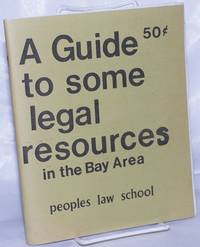 50¢
A Guide
to some
legal
resources
in the Bay Area
peoples law school